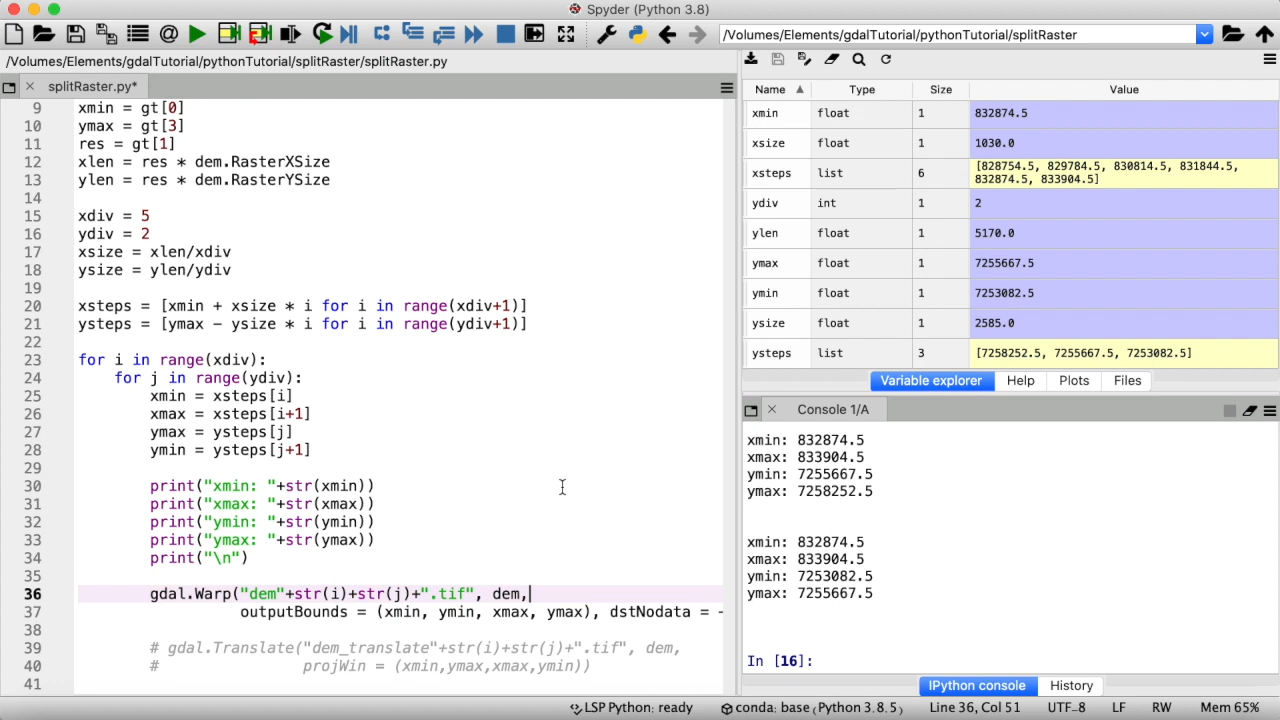 Spyder (Python 3.8)
/Volumes/Elements/gdalTutorial/pythonTutorial/splitRaster
/Volumes/Elements/gdalTutorial/pythonTutorial/splitRaster/splitRaster.py
splitRaster.py*
9 xmin = gt[0]
10 ymax = gt[3]
11 res = gt[1]
12 xlen = res * dem.RasterXSize
13 ylen = res * dem.RasterYSize
14
15 xdiv = 5
16 ydiv = 2
17 xsize = xlen/xdiv
18 ysize = ylen/ydiv
19
20 xsteps = [xmin + xsize * i for i in range(xdiv+1)]
21 ysteps = [ymax - ysize * i for i in range(ydiv+1)]
22
23 for i in range(xdiv):
24 for j in range(ydiv):
25 xmin = xsteps[i]
26 xmax = xsteps[i+1]
27 ymax = ysteps[j]
28 ymin = ysteps[j+1]
29
30 print("xmin: "+str(xmin))
31 print("xmax: "+str(xmax))
32 print("ymin: "+str(ymin))
33 print("ymax: "+str(ymax))
34 print("\n")
35
36 gdal.Warp("dem"+str(i)+str(j)+".tif", dem,
37 outputBounds = (xmin, ymin, xmax, ymax), dstNodata = -
38
39 # gdal.Translate("dem_translate"+str(i)+str(j)+".tif", dem,
40 # projWin = (xmin,ymax,xmax,ymin))
41
Name Type Size Value
xmin float 1 832874.5
xsize float 1 1030.0
xsteps list 6 [828754.5, 829784.5, 830814.5, 831844.5,
832874.5, 833904.5]
ydiv int 1 2
ylen float 1 5170.0
ymax float 1 7255667.5
ymin float 1 7253082.5
ysize float 1 2585.0
ysteps list 3 [7258252.5, 7255667.5, 7253082.5]
Variable explorer Help Plots Files
Console 1/A
xmin: 832874.5
xmax: 833904.5
ymin: 7255667.5
ymax: 7258252.5
xmin: 832874.5
xmax: 833904.5
ymin: 7253082.5
ymax: 7255667.5
In [16]:
IPython console History
LSP Python: ready conda: base (Python 3.8.5) Line 36, Col 51 UTF-8 LF RW Mem 65%